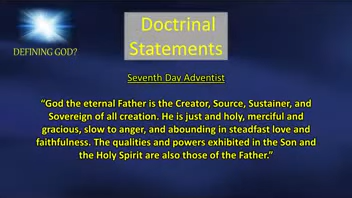 Doctrinal
Statements
DEFINING GOD?
Seventh Day Adventist
“God the eternal Father is the Creator, Source, Sustainer, and
Sovereign of all creation. He is just and holy, merciful and
gracious, slow to anger, and abounding in steadfast love and
faithfulness. The qualities and powers exhibited in the Son and
the Holy Spirit are also those of the Father.”